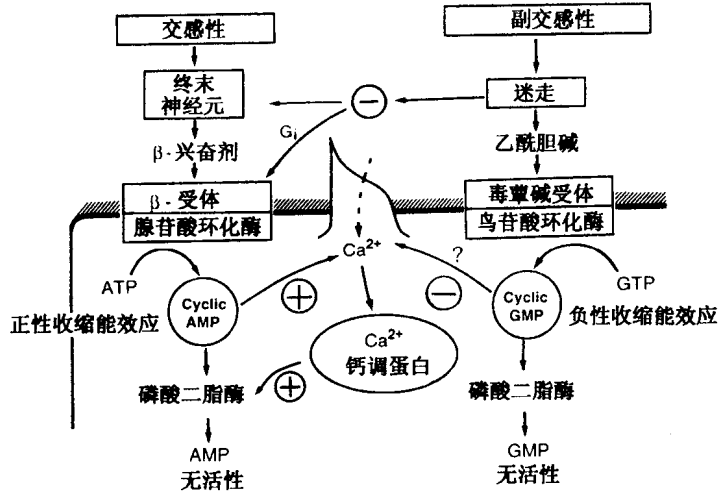 交感性
副交感性
终末
神经元
−
迷走
Gi
β·兴奋剂
乙酰胆碱
β·受体
腺苷酸环化酶
毒蕈碱受体
鸟苷酸环化酶
Ca2+
?
ATP
GTP
Cyclic
AMP
+
−
Cyclic
GMP
正性收缩能效应
负性收缩能效应
Ca2+
钙调蛋白
+
磷酸二脂酶
磷酸二脂酶
AMP
无活性
GMP
无活性